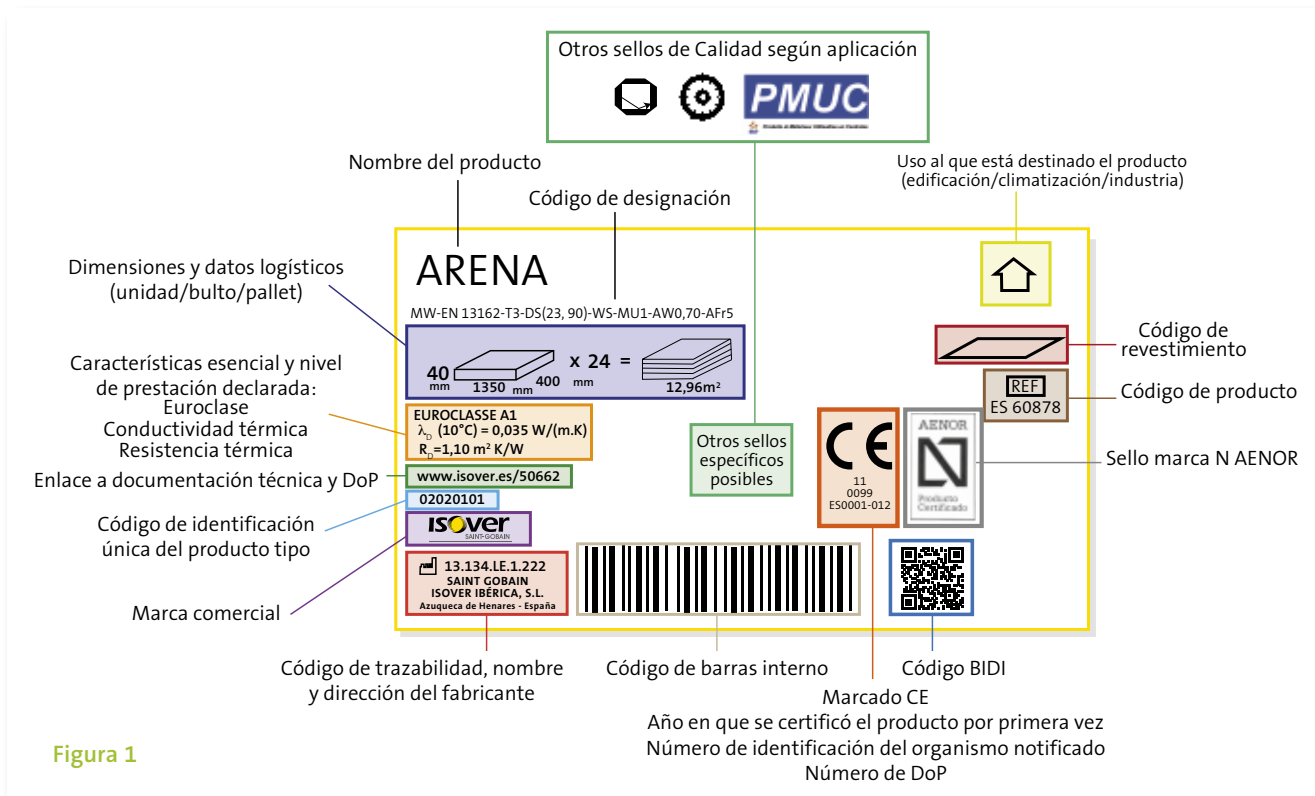 Otros sellos de Calidad según aplicación
PMUC
Nombre del producto
Uso al que está destinado el producto
(edificación/climatización/industria)
Código de designación
ARENA
Dimensiones y datos logísticos
(unidad/bulto/pallet)
MW-EN 13162-T3-DS(23, 90)-WS-MU1-AW0,70-AFr5
40 mm 1350 mm 400 mm x 24 = 12,96m²
Código de
revestimiento
Características esencial y nivel
de prestación declarada:
Euroclase
Conductividad térmica
Resistencia térmica
REF
ES 60878
Código de producto
EUROCLASSE A1
λD (10°C) = 0,035 W/(m.K)
RD=1,10 m² K/W
Otros sellos
específicos
posibles
CE
11
0099
ES0001-012
AENOR
N
Producto
Certificado
Sello marca N AENOR
Enlace a documentación técnica y DoP
www.isover.es/50662
02020101
Código de identificación
única del producto tipo
isover
SAINT-GOBAIN
Marca comercial
13.134.LE.1.222
SAINT GOBAIN
ISOVER IBÉRICA, S.L.
Azuqueca de Henares - España
Código de trazabilidad, nombre
y dirección del fabricante
Código de barras interno
Código BIDI
Marcado CE
Año en que se certificó el producto por primera vez
Número de identificación del organismo notificado
Número de DoP
Figura 1